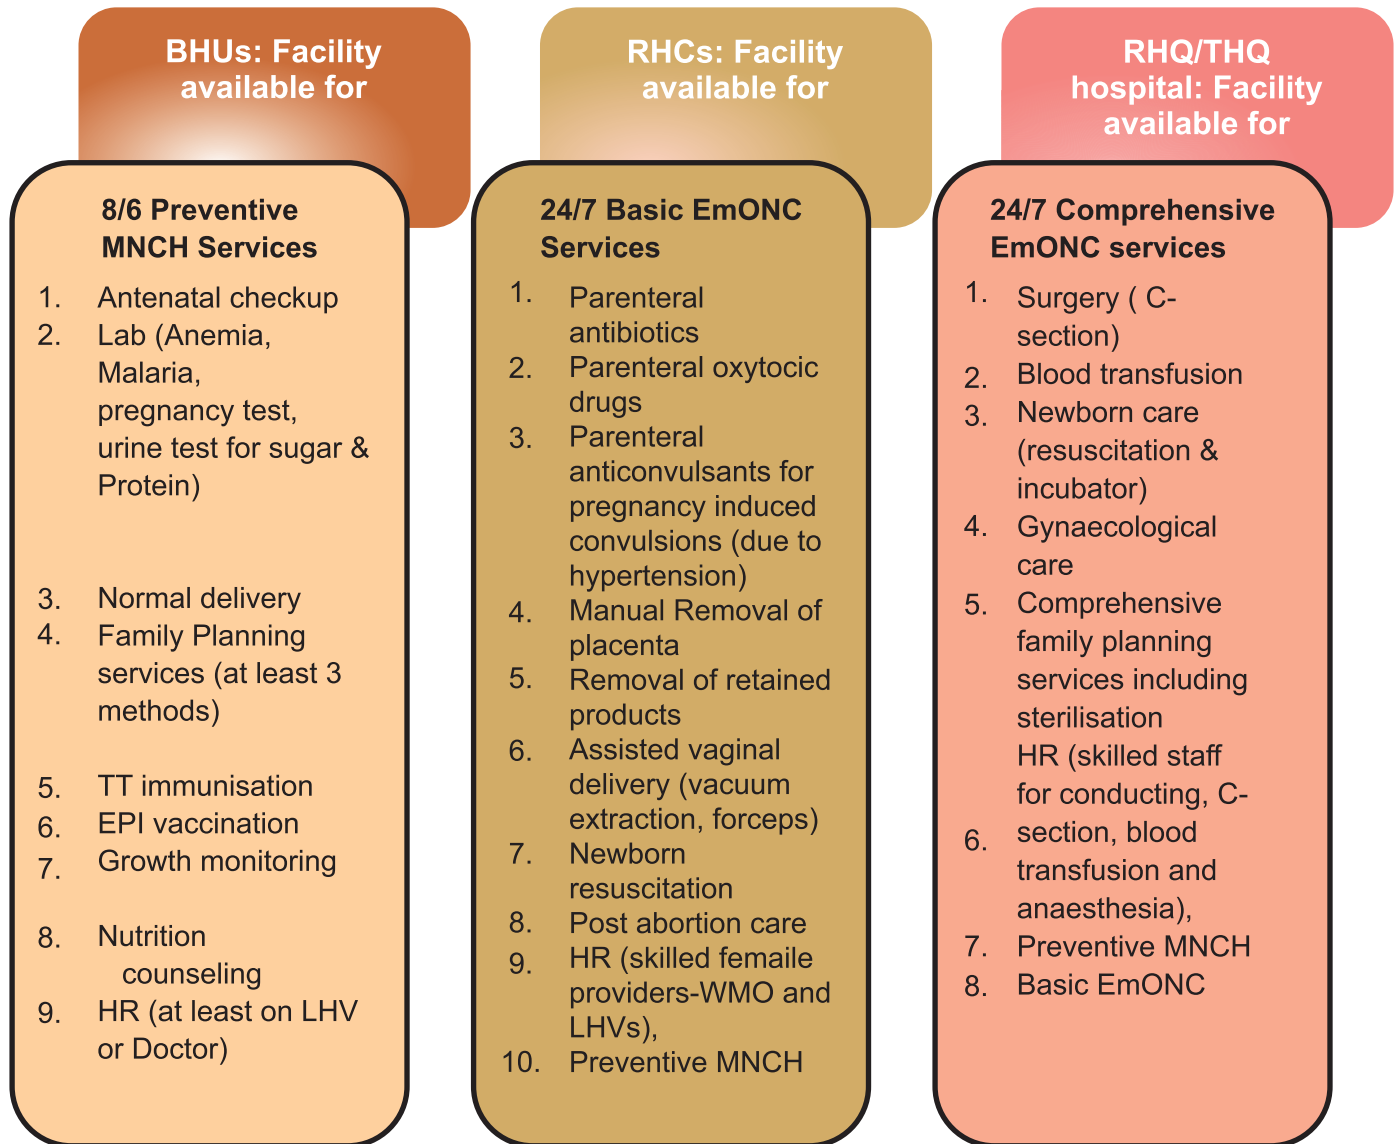 BHUs: Facility
available for
8/6 Preventive
MNCH Services
1. Antenatal checkup
2. Lab (Anemia,
Malaria,
pregnancy test,
urine test for sugar &
Protein)
3. Normal delivery
4. Family Planning
services (at least 3
methods)
5. TT immunisation
6. EPI vaccination
7. Growth monitoring
8. Nutrition
counseling
9. HR (at least on LHV
or Doctor)
RHCs: Facility
available for
24/7 Basic EmONC
Services
1. Parenteral
antibiotics
2. Parenteral oxytocic
drugs
3. Parenteral
anticonvulsants for
pregnancy induced
convulsions (due to
hypertension)
4. Manual Removal of
placenta
5. Removal of retained
products
6. Assisted vaginal
delivery (vacuum
extraction, forceps)
7. Newborn
resuscitation
8. Post abortion care
9. HR (skilled femaile
providers-WMO and
LHVs),
10. Preventive MNCH
RHQ/THQ
hospital: Facility
available for
24/7 Comprehensive
EmONC services
1. Surgery ( C-
section)
2. Blood transfusion
3. Newborn care
(resuscitation &
incubator)
4. Gynaecological
care
5. Comprehensive
family planning
services including
sterilisation
HR (skilled staff
for conducting, C-
6. section, blood
transfusion and
anaesthesia),
7. Preventive MNCH
8. Basic EmONC